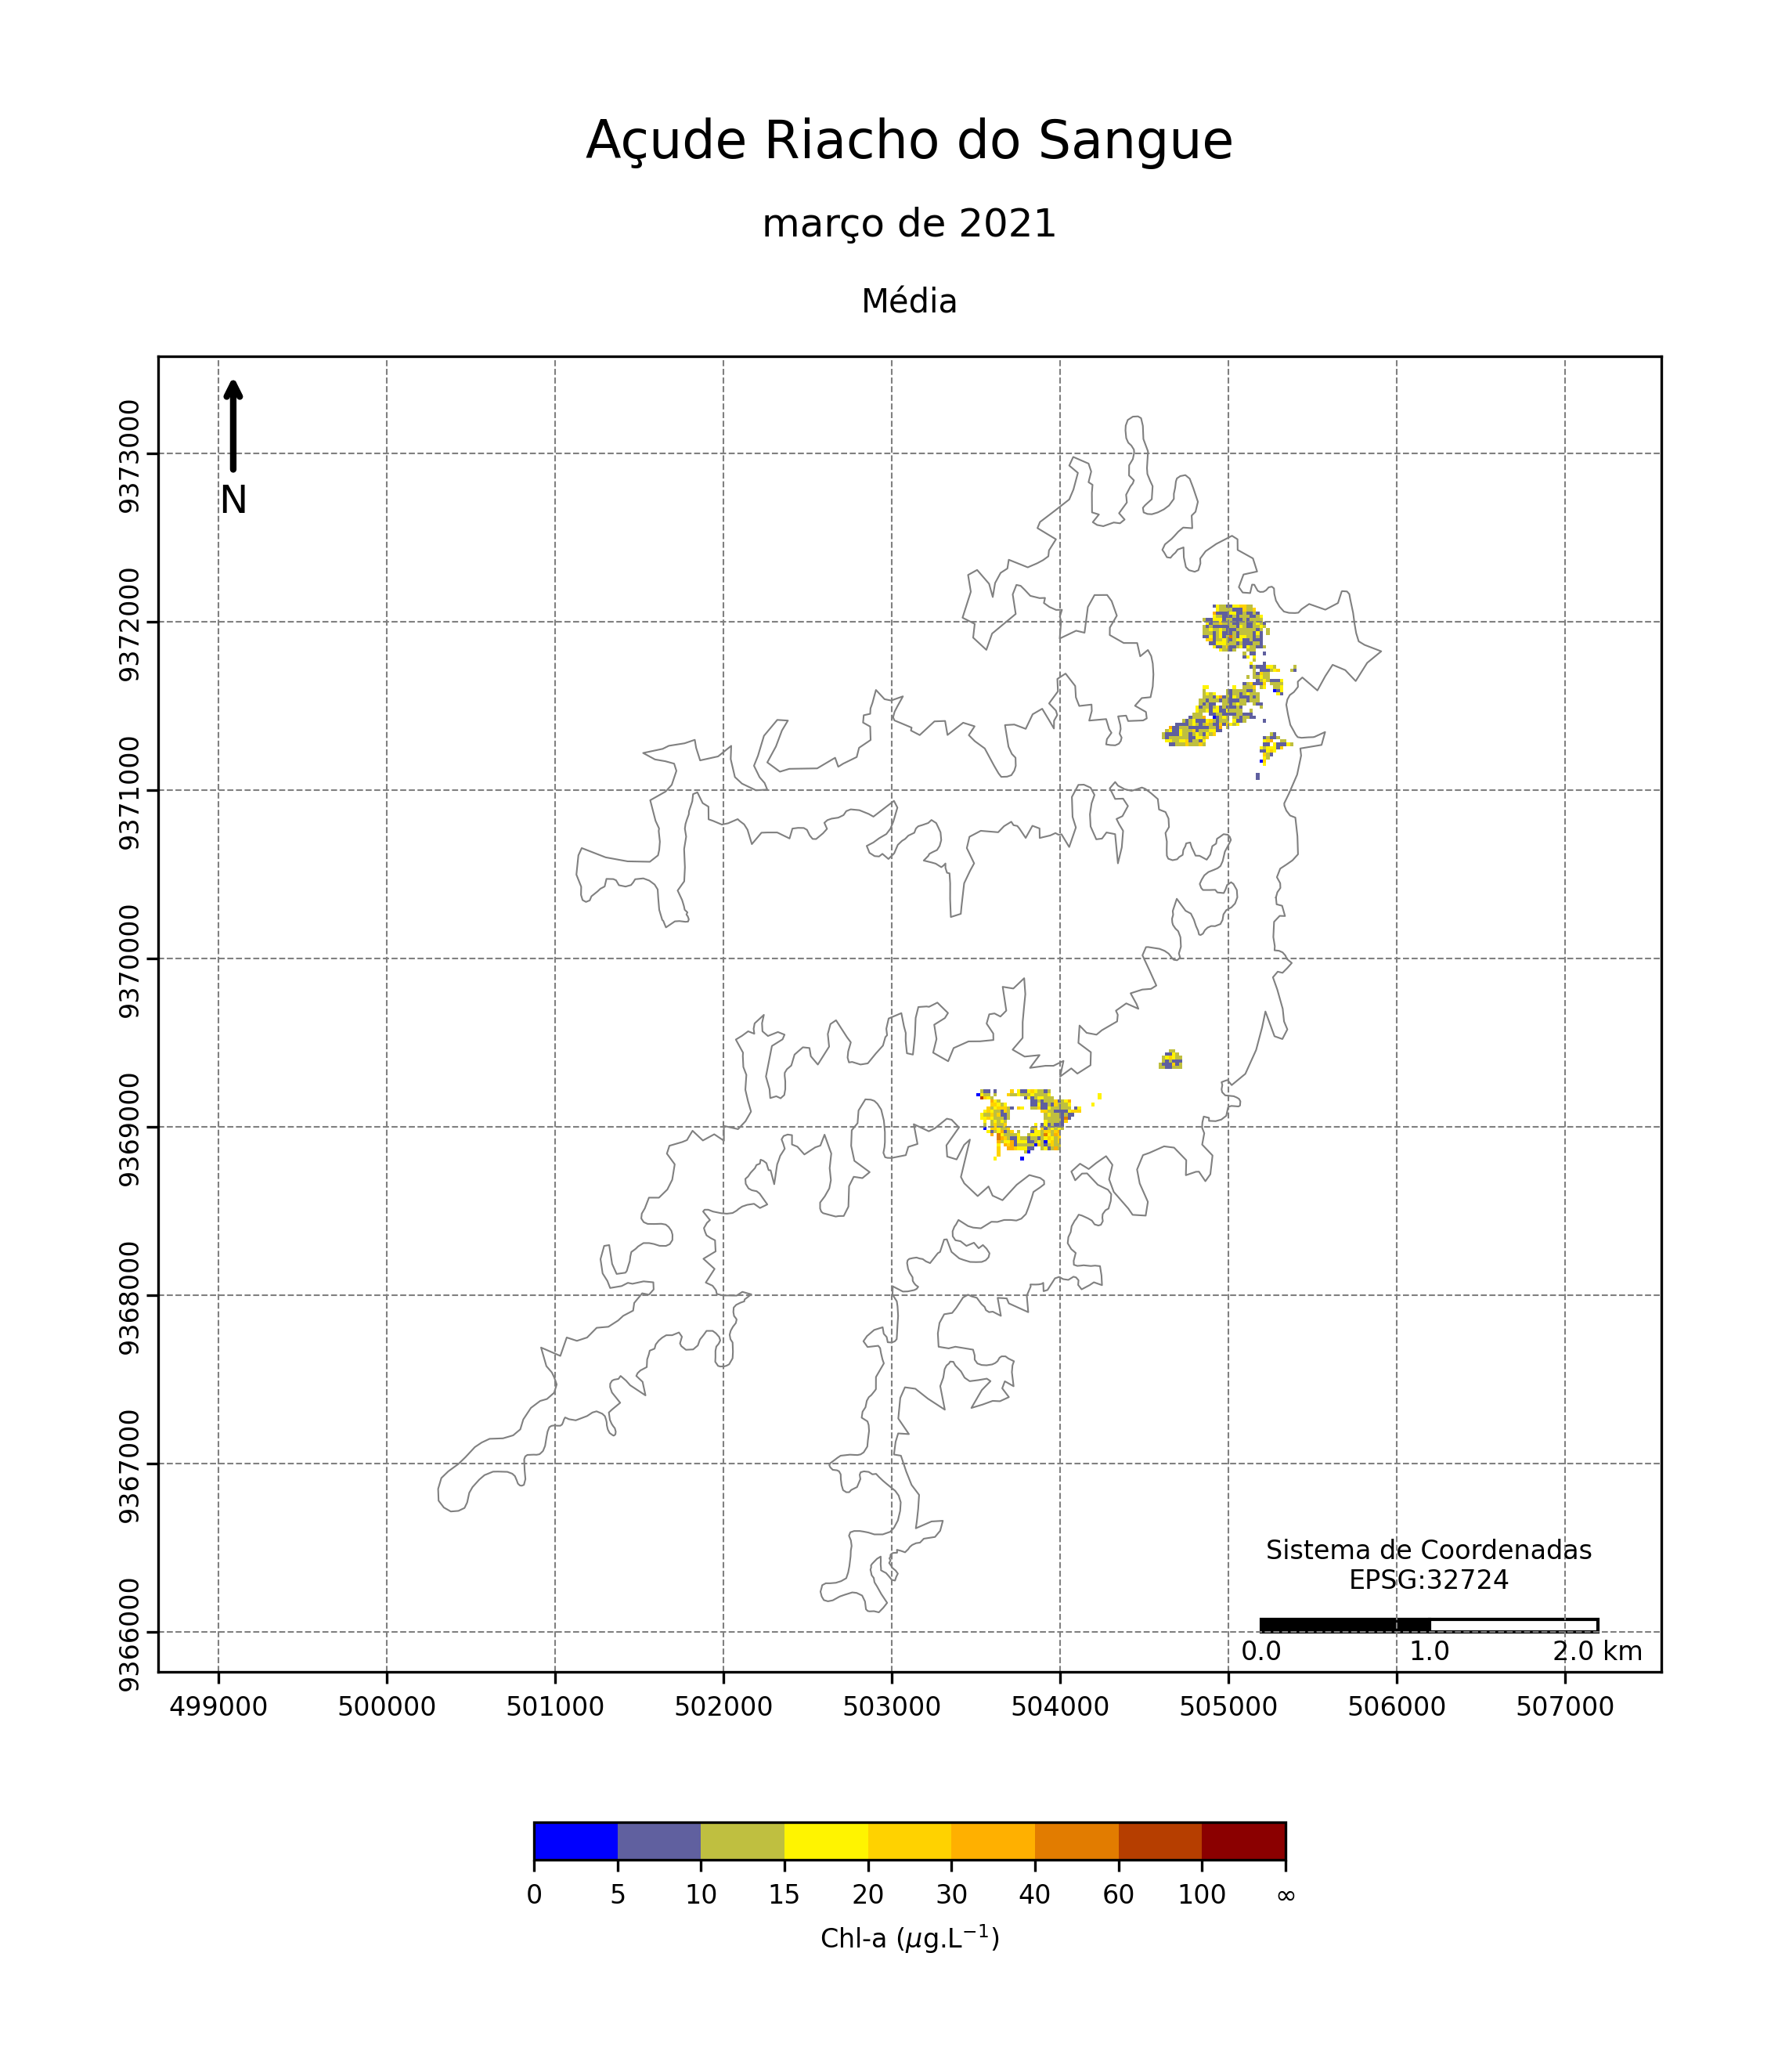 Açude Riacho do Sangue
março de 2021
Média
N
9373000
9372000
9371000
9370000
9369000
9368000
9367000
9366000
Sistema de Coordenadas
EPSG:32724
0.0 1.0 2.0 km
499000 500000 501000 502000 503000 504000 505000 506000 507000
0 5 10 15 20 30 40 60 100 ∞
Chl-a (μg.L⁻¹)